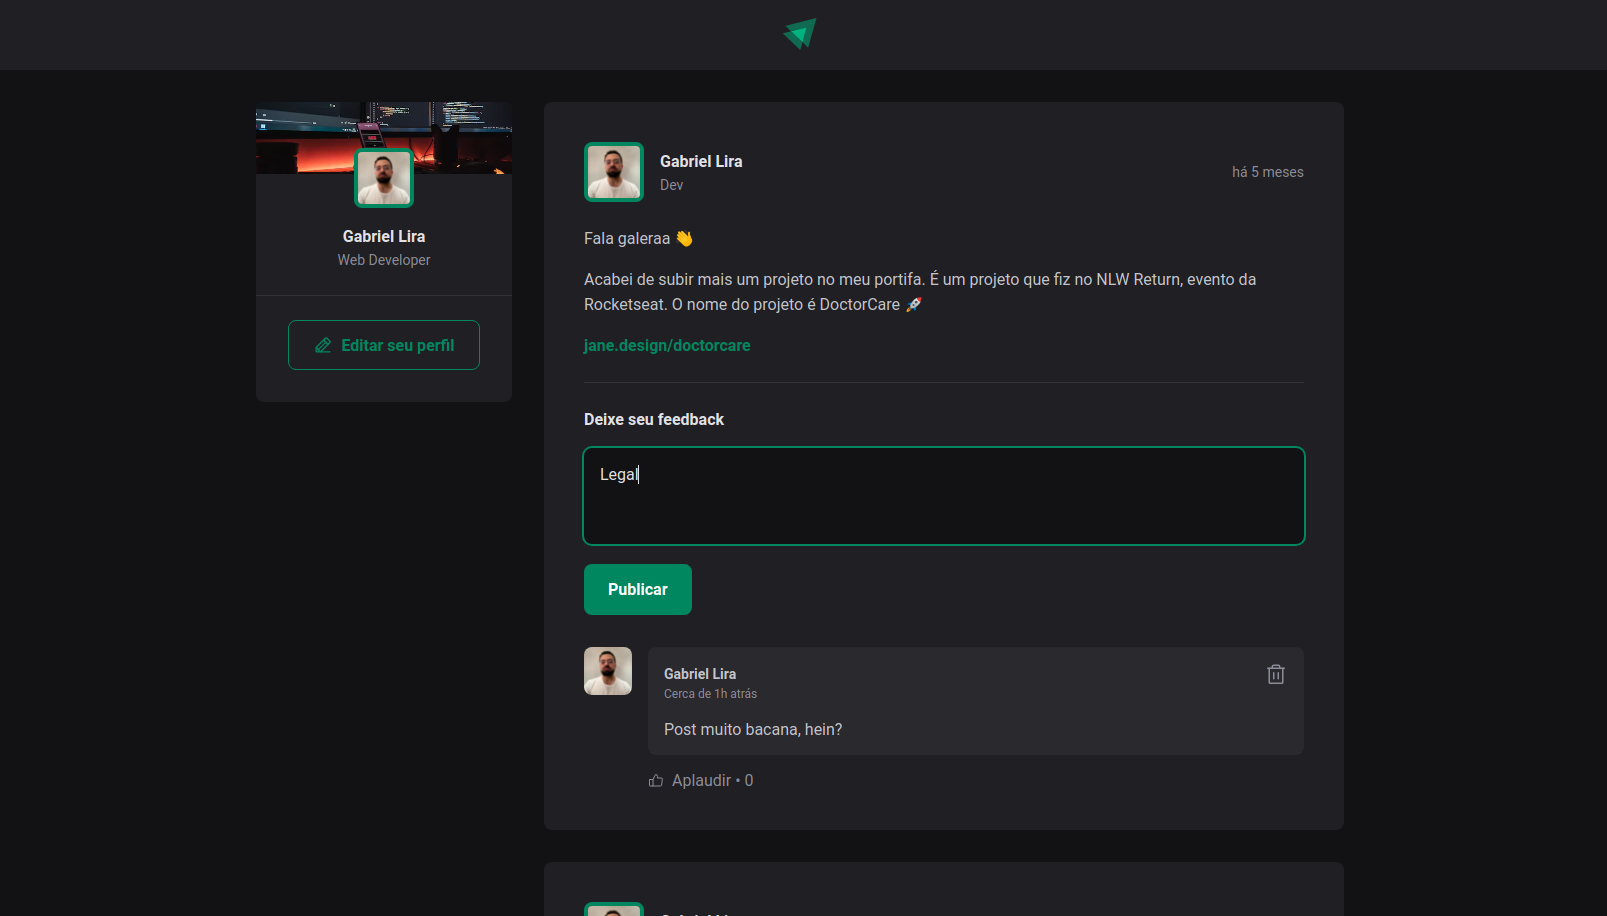 Gabriel Lira
Web Developer
Editar seu perfil
Gabriel Lira
Dev
há 5 meses
Fala galeraa 👋
Acabei de subir mais um projeto no meu portifa. É um projeto que fiz no NLW Return, evento da
Rocketseat. O nome do projeto é DoctorCare 🚀
jane.design/doctorcare
Deixe seu feedback
Legal
Publicar
Gabriel Lira
Cerca de 1h atrás
Post muito bacana, hein?
Aplaudir • 0